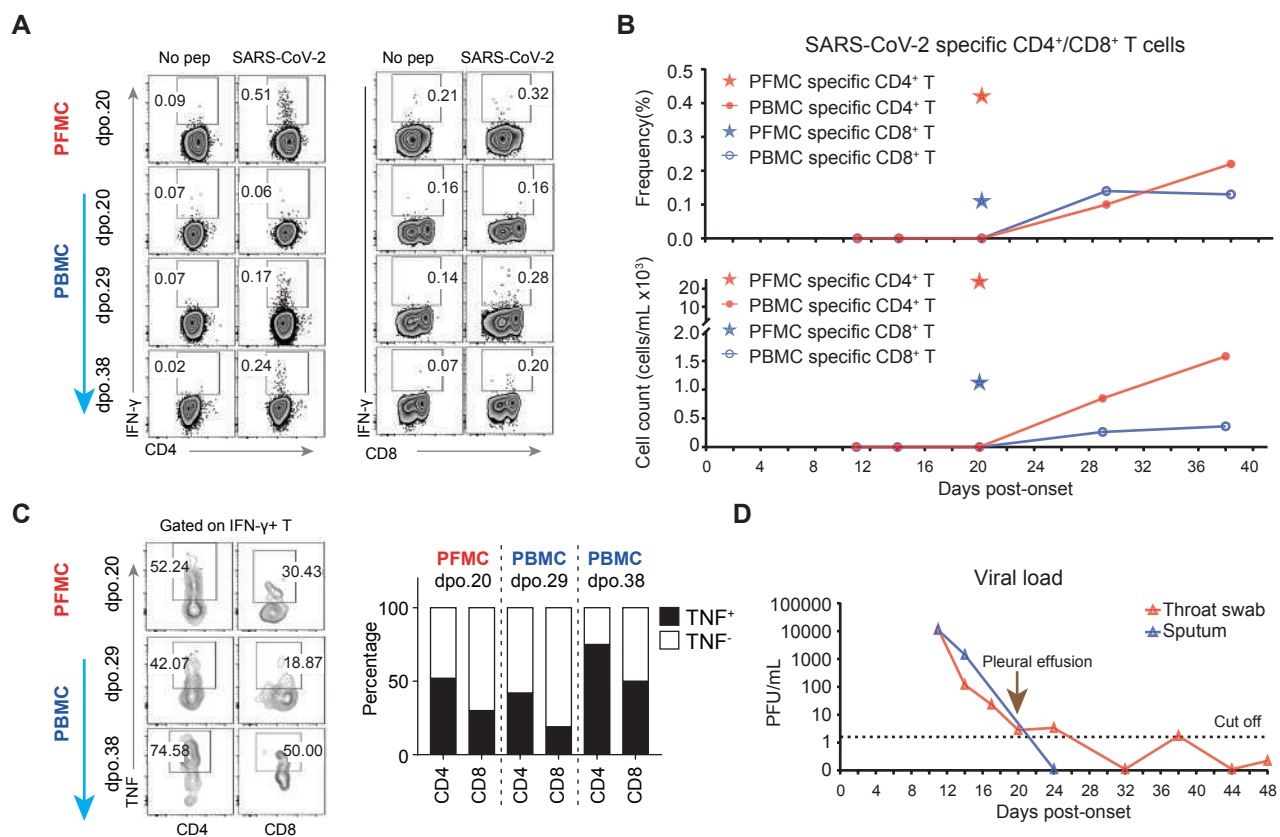 A
No pep SARS-CoV-2 No pep SARS-CoV-2
PFMC
dpo.20
0.09 0.51 0.21 0.32
PBMC
dpo.20
0.07 0.06 0.16 0.16
dpo.29
0.07 0.17 0.14 0.28
dpo.38
0.02 0.24 0.07 0.20
IFN-γ IFN-γ
CD4 CD8
B
SARS-CoV-2 specific CD4⁺/CD8⁺ T cells
Frequency(%)
0.5
0.4
0.3
0.2
0.1
0.0
PFMC specific CD4⁺ T
PBMC specific CD4⁺ T
PFMC specific CD8⁺ T
PBMC specific CD8⁺ T
Cell count (cells/mL x10³)
20
10
2.0
1.5
1.0
0.5
0
PFMC specific CD4⁺ T
PBMC specific CD4⁺ T
PFMC specific CD8⁺ T
PBMC specific CD8⁺ T
0 4 8 12 16 20 24 28 32 36 40
Days post-onset
C
Gated on IFN-γ+ T
PFMC
dpo.20
52.24 30.43
PBMC
dpo.29
42.07 18.87
dpo.38
74.58 50.00
TNF
CD4 CD8
PFMC PBMC PBMC
dpo.20 dpo.29 dpo.38
Percentage
100
50
0
TNF⁺
TNF⁻
CD4 CD8 CD4 CD8 CD4 CD8
D
Viral load
PFU/mL
100000
10000
1000
100
10
1
0
Throat swab
Sputum
Pleural effusion
Cut off
0 4 8 12 16 20 24 28 32 36 40 44 48
Days post-onset